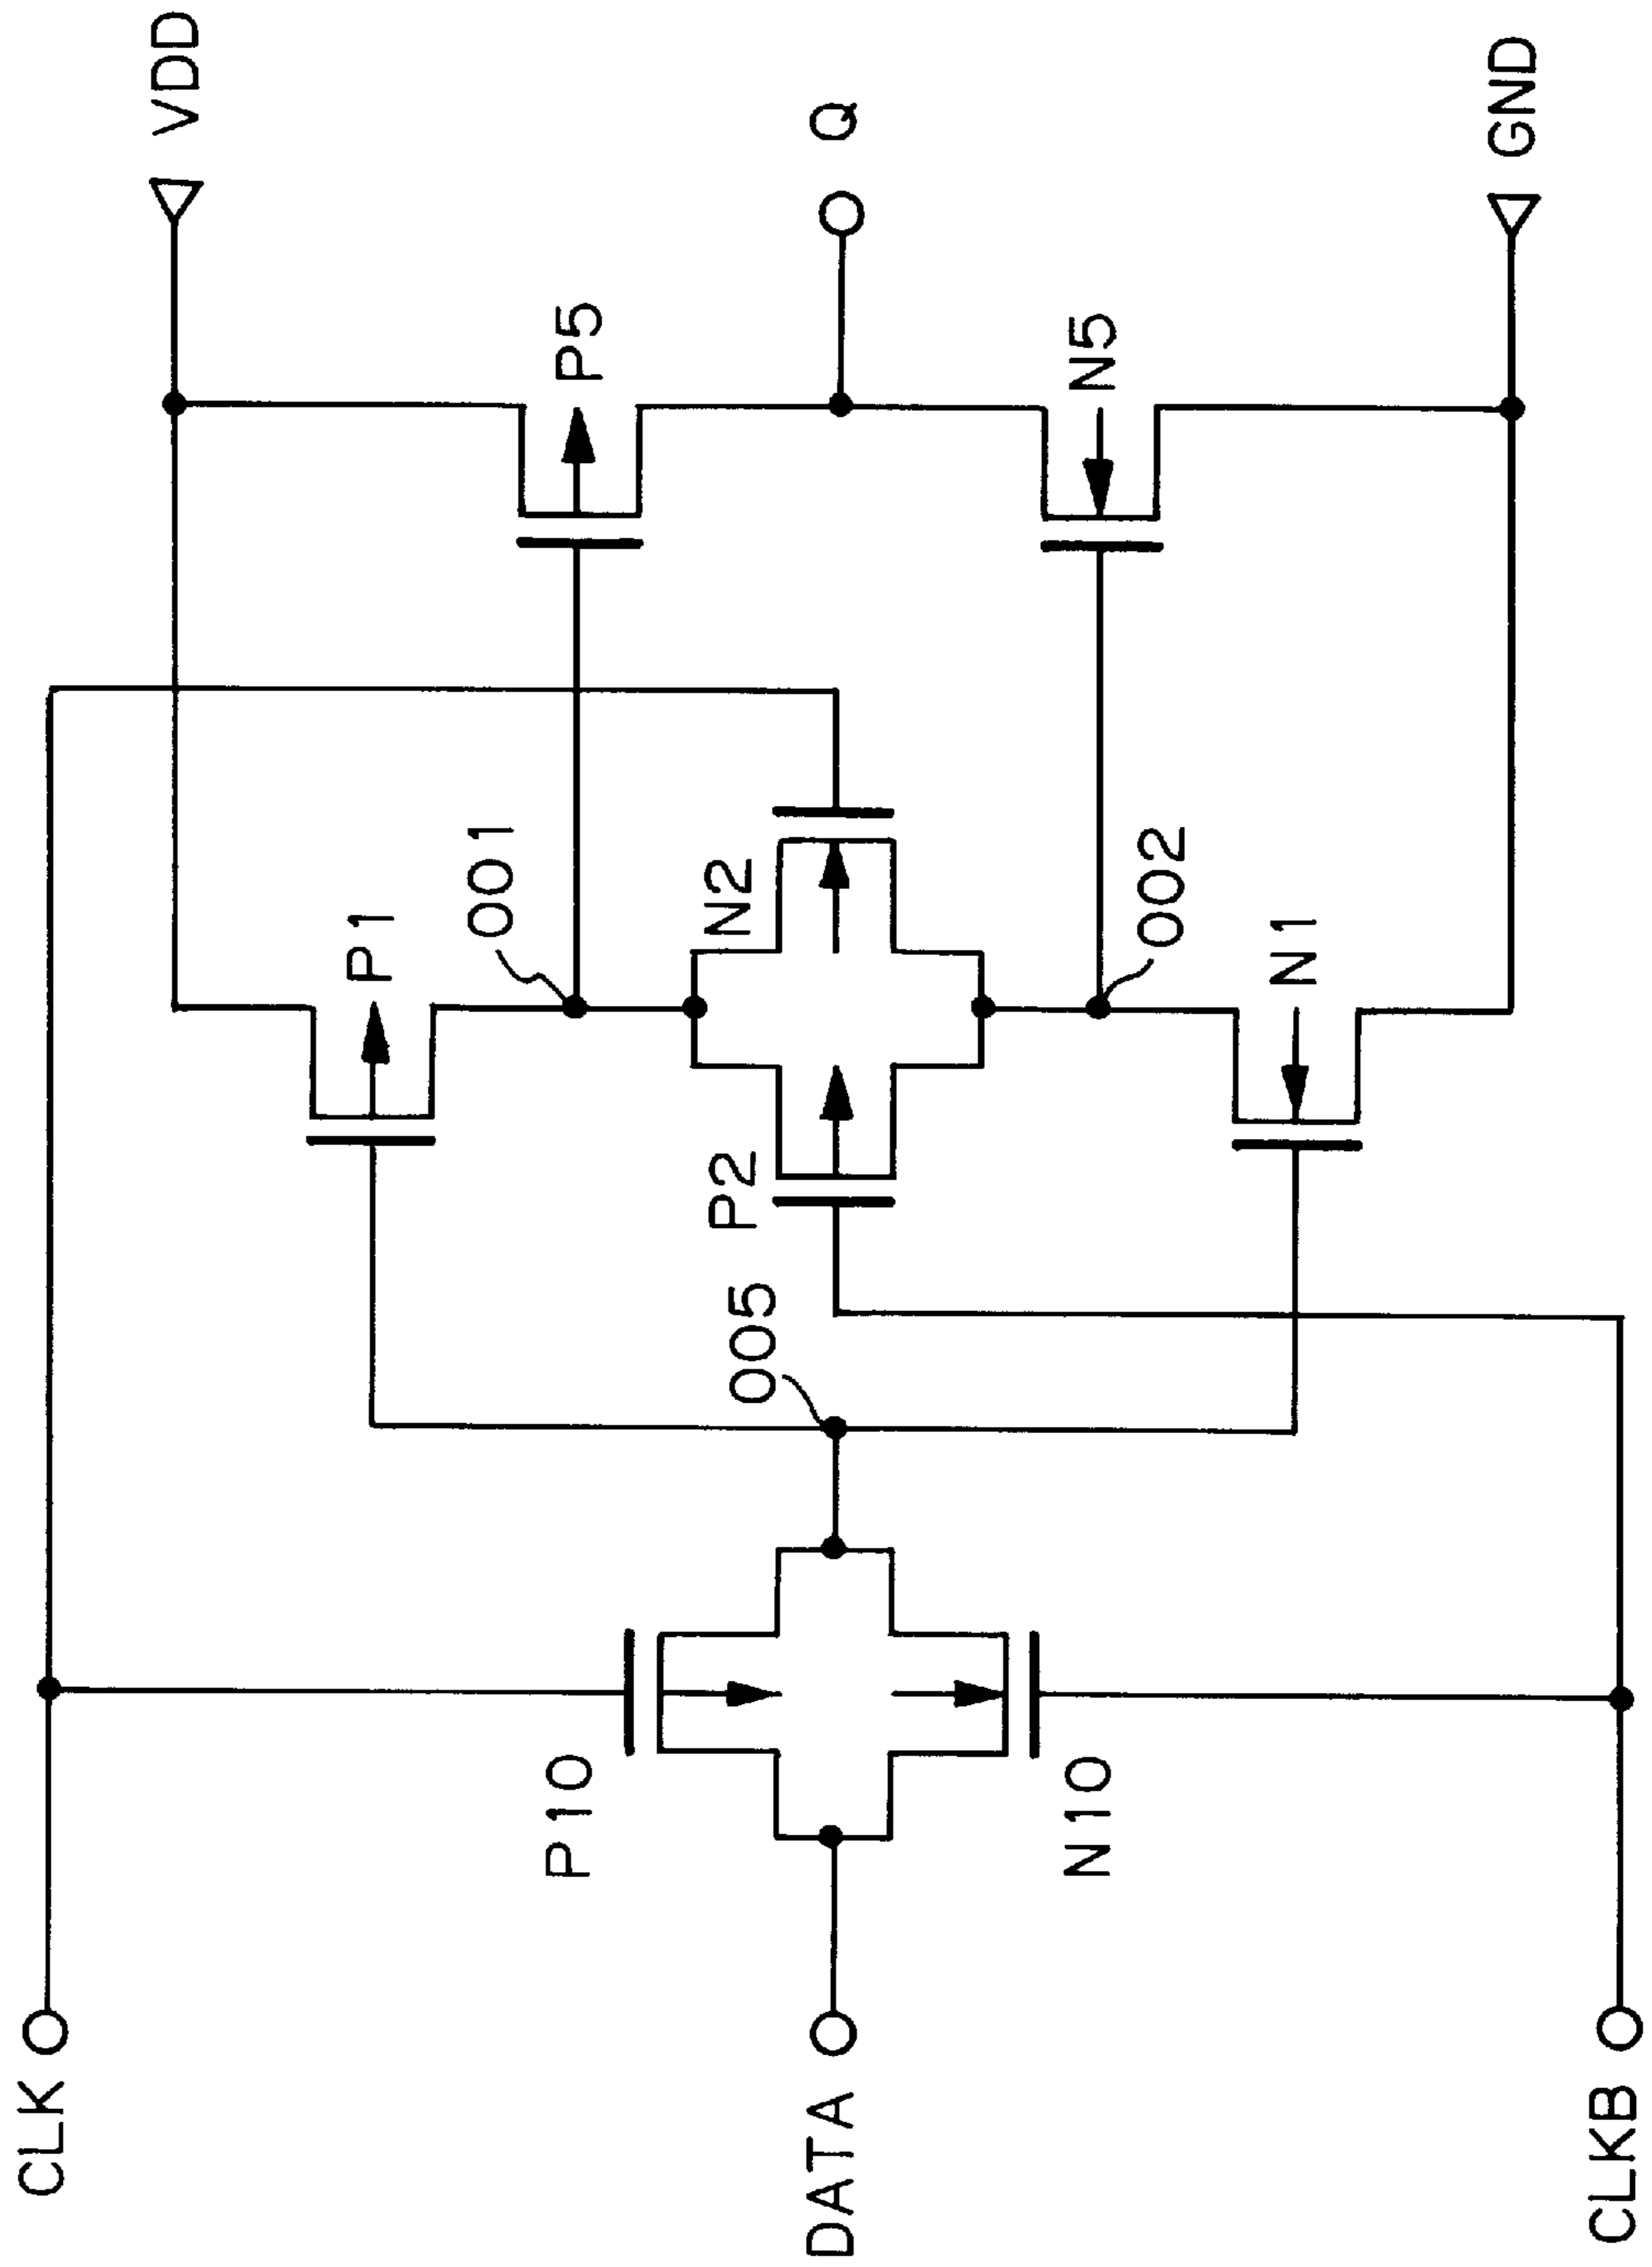 CLK
VDD
P1
P5
001
P10
N2
P2
005
DATA
Q
N10
002
N5
N1
GND
CLKB